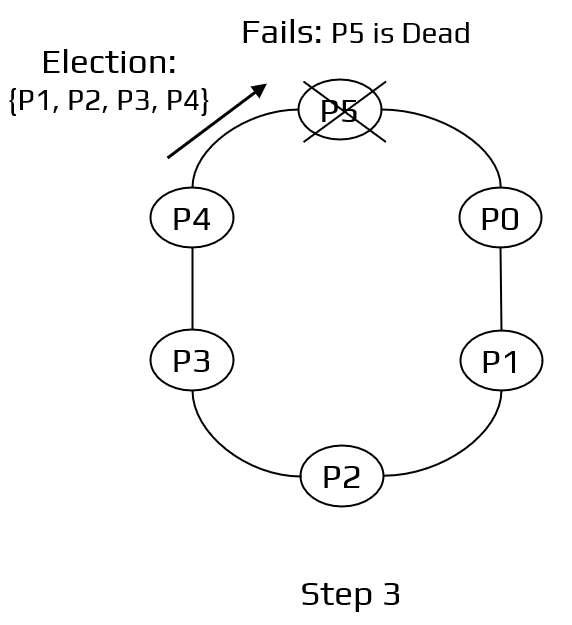 Fails: P5 is Dead
Election:
{P1, P2, P3, P4}
P5
P4
P0
P3
P1
P2
Step 3